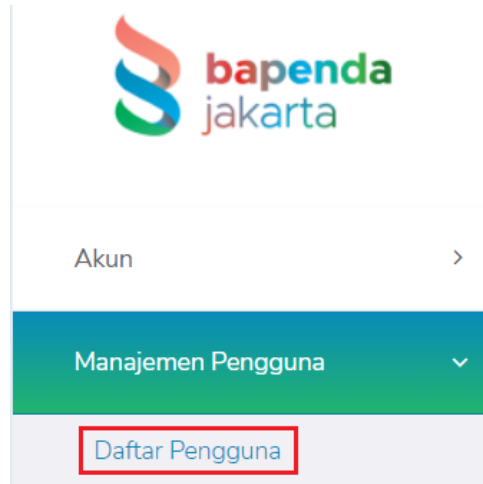 bapenda
jakarta
Akun
Manajemen Pengguna
Daftar Pengguna